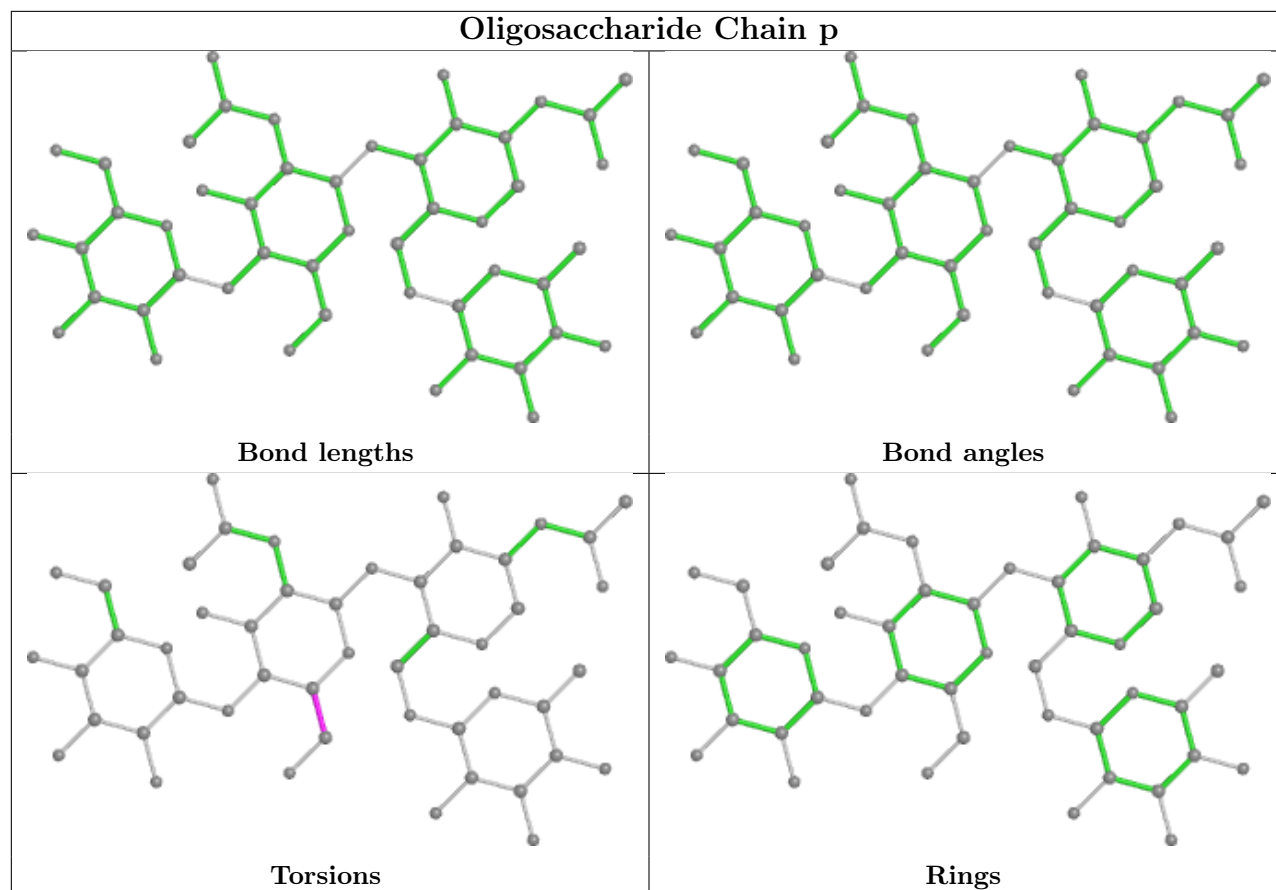 Oligosaccharide Chain p
Bond lengths
Bond angles
Torsions
Rings